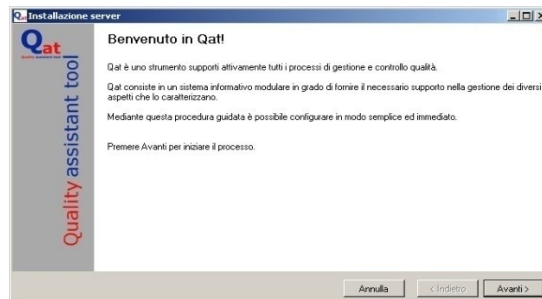 Installazione server
Qat
Quality assistant tool
Benvenuto in Qat!
Qat è uno strumento supporti attivamente tutti i processi di gestione e controllo qualità.
Qat consiste in un sistema informativo modulare in grado di fornire il necessario supporto nella gestione dei diversi
aspetti che lo caratterizzano.
Mediante questa procedura guidata è possibile configurare in modo semplice ed immediato.
Premere Avanti per iniziare il processo.
Annulla
< Indietro
Avanti >